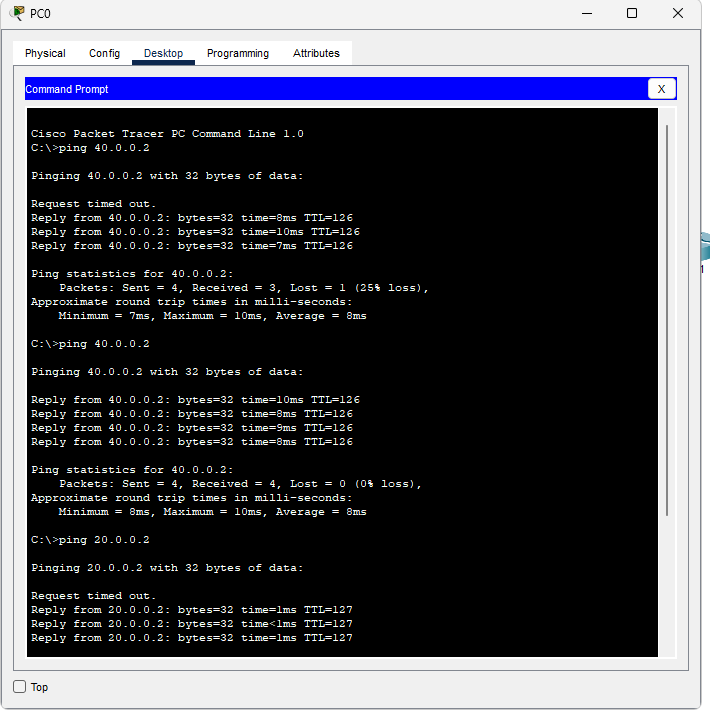 PC0
Physical Config Desktop Programming Attributes
Command Prompt
X
Cisco Packet Tracer PC Command Line 1.0
C:\>ping 40.0.0.2
Pinging 40.0.0.2 with 32 bytes of data:
Request timed out.
Reply from 40.0.0.2: bytes=32 time=8ms TTL=126
Reply from 40.0.0.2: bytes=32 time=10ms TTL=126
Reply from 40.0.0.2: bytes=32 time=7ms TTL=126
Ping statistics for 40.0.0.2:
Packets: Sent = 4, Received = 3, Lost = 1 (25% loss),
Approximate round trip times in milli-seconds:
Minimum = 7ms, Maximum = 10ms, Average = 8ms
C:\>ping 40.0.0.2
Pinging 40.0.0.2 with 32 bytes of data:
Reply from 40.0.0.2: bytes=32 time=10ms TTL=126
Reply from 40.0.0.2: bytes=32 time=8ms TTL=126
Reply from 40.0.0.2: bytes=32 time=9ms TTL=126
Reply from 40.0.0.2: bytes=32 time=8ms TTL=126
Ping statistics for 40.0.0.2:
Packets: Sent = 4, Received = 4, Lost = 0 (0% loss),
Approximate round trip times in milli-seconds:
Minimum = 8ms, Maximum = 10ms, Average = 8ms
C:\>ping 20.0.0.2
Pinging 20.0.0.2 with 32 bytes of data:
Request timed out.
Reply from 20.0.0.2: bytes=32 time=1ms TTL=127
Reply from 20.0.0.2: bytes=32 time<1ms TTL=127
Reply from 20.0.0.2: bytes=32 time=1ms TTL=127
Top
1